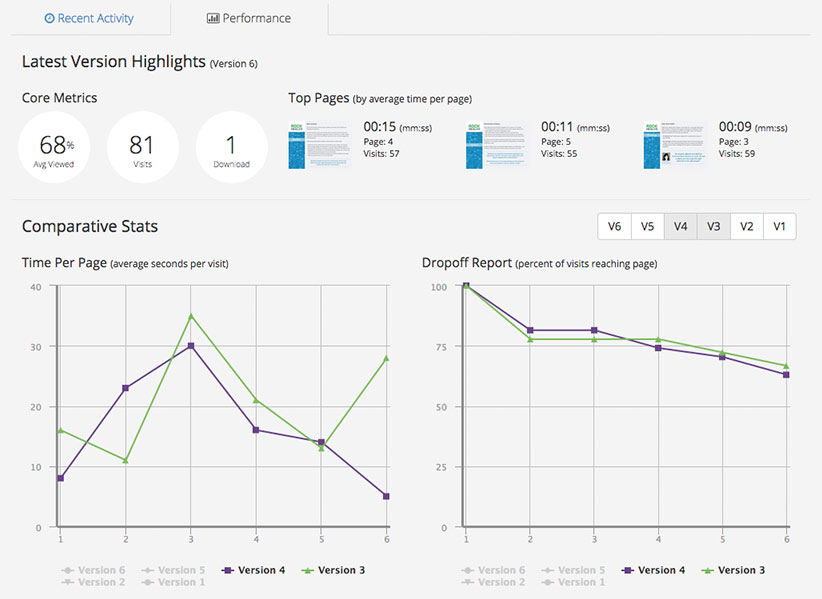 Recent Activity
Performance
Latest Version Highlights (Version 6)
Core Metrics
Top Pages (by average time per page)
68%
Avg Viewed
81
Visits
1
Download
00:15 (mm:ss)
Page: 4
Visits: 57
00:11 (mm:ss)
Page: 5
Visits: 55
00:09 (mm:ss)
Page: 3
Visits: 59
Comparative Stats
V6 V5 V4 V3 V2 V1
Time Per Page (average seconds per visit)
40
30
20
10
0
1 2 3 4 5 6
Version 6 Version 5 Version 4 Version 3
Version 2 Version 1
Dropoff Report (percent of visits reaching page)
100
75
50
25
0
1 2 3 4 5 6
Version 6 Version 5 Version 4 Version 3
Version 2 Version 1